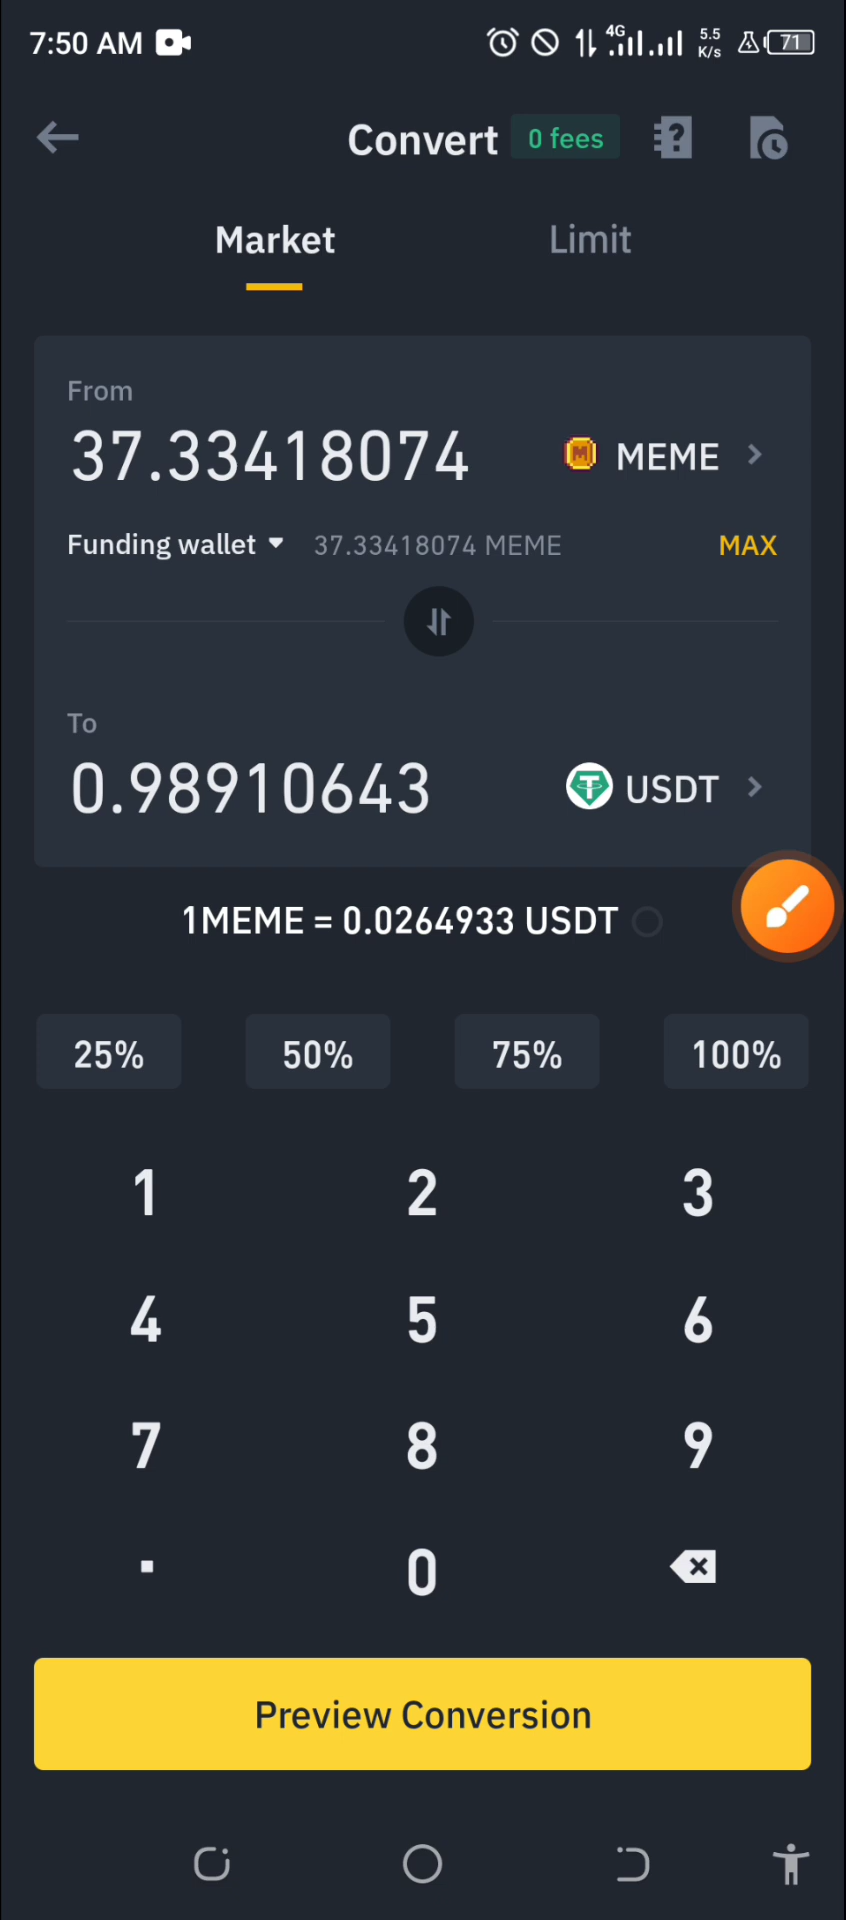 7:50 AM 4G 5.5 K/s 71
Convert 0 fees
Market Limit
From
37.33418074 MEME
Funding wallet 37.33418074 MEME MAX
To
0.98910643 USDT
1MEME = 0.0264933 USDT
25% 50% 75% 100%
1 2 3
4 5 6
7 8 9
. 0
Preview Conversion